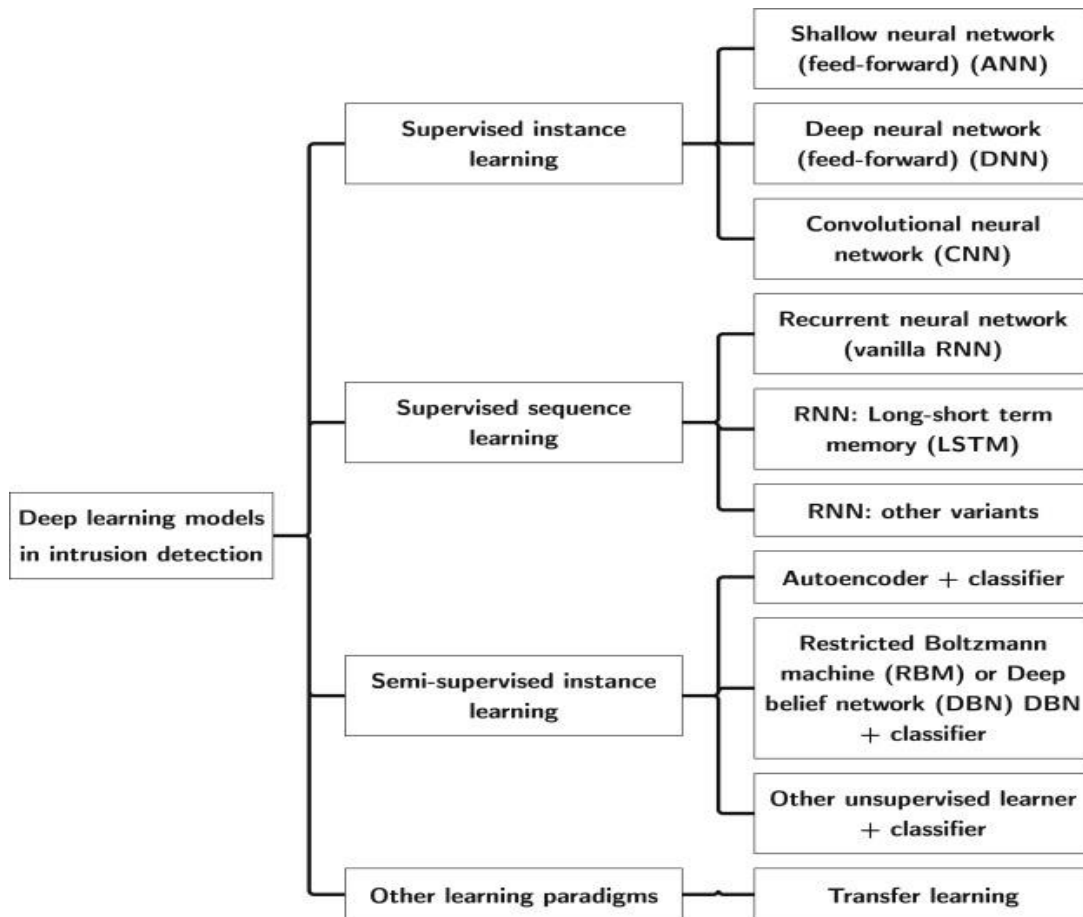 Shallow neural network
(feed-forward) (ANN)
Supervised instance
learning
Deep neural network
(feed-forward) (DNN)
Convolutional neural
network (CNN)
Recurrent neural network
(vanilla RNN)
Supervised sequence
learning
RNN: Long-short term
memory (LSTM)
RNN: other variants
Deep learning models
in intrusion detection
Autoencoder + classifier
Semi-supervised instance
learning
Restricted Boltzmann
machine (RBM) or Deep
belief network (DBN) DBN
+ classifier
Other unsupervised learner
+ classifier
Other learning paradigms
Transfer learning